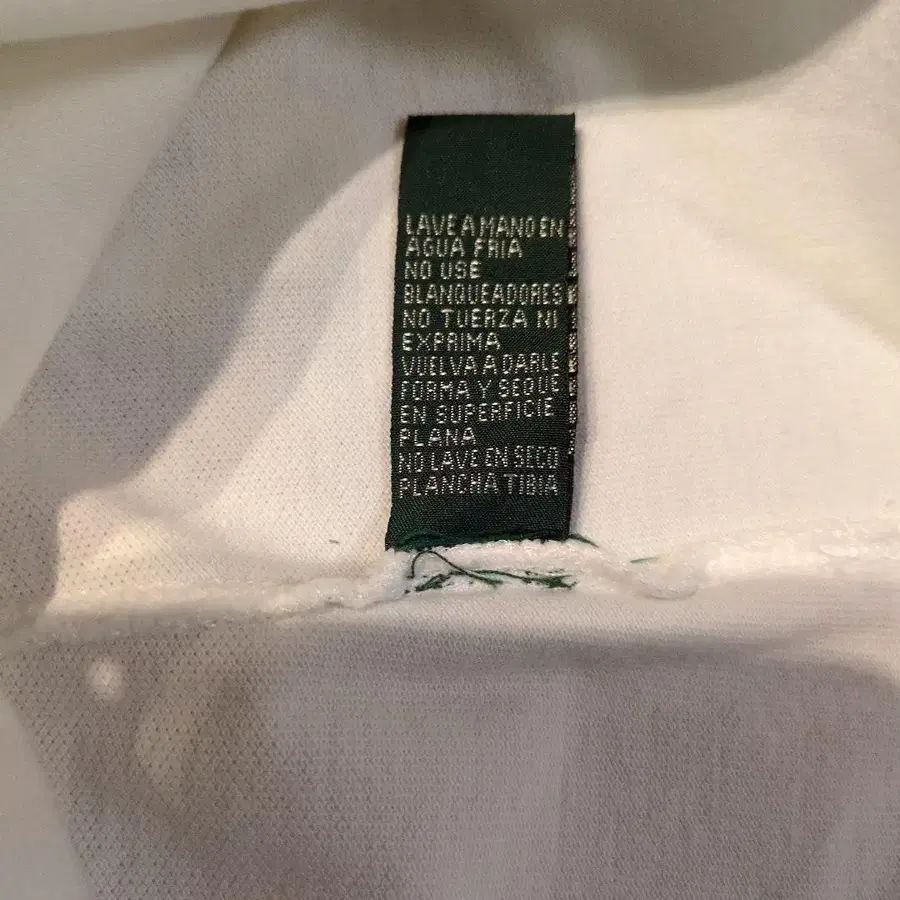 LAVE A MANO EN
AGUA FRIA
NO USE
BLANQUEADORES
NO TUERZA NI
EXPRIMA
VUELVA A DARLE
FORMA Y SEQUE
EN SUPERFICIE
PLANA
NO LAVE EN SECO
PLANCHA TIBIA